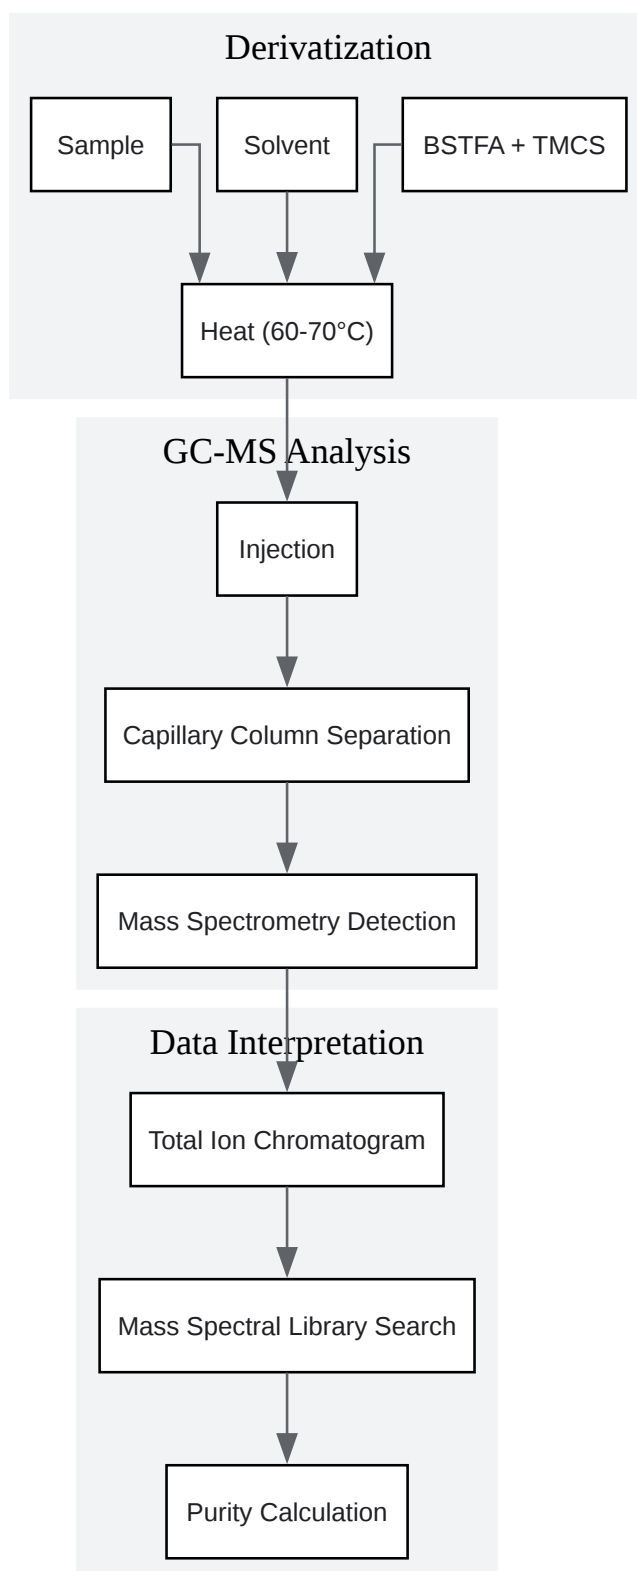 Derivatization
Sample
Solvent
BSTFA + TMCS
Heat (60-70°C)
GC-MS Analysis
Injection
Capillary Column Separation
Mass Spectrometry Detection
Data Interpretation
Total Ion Chromatogram
Mass Spectral Library Search
Purity Calculation